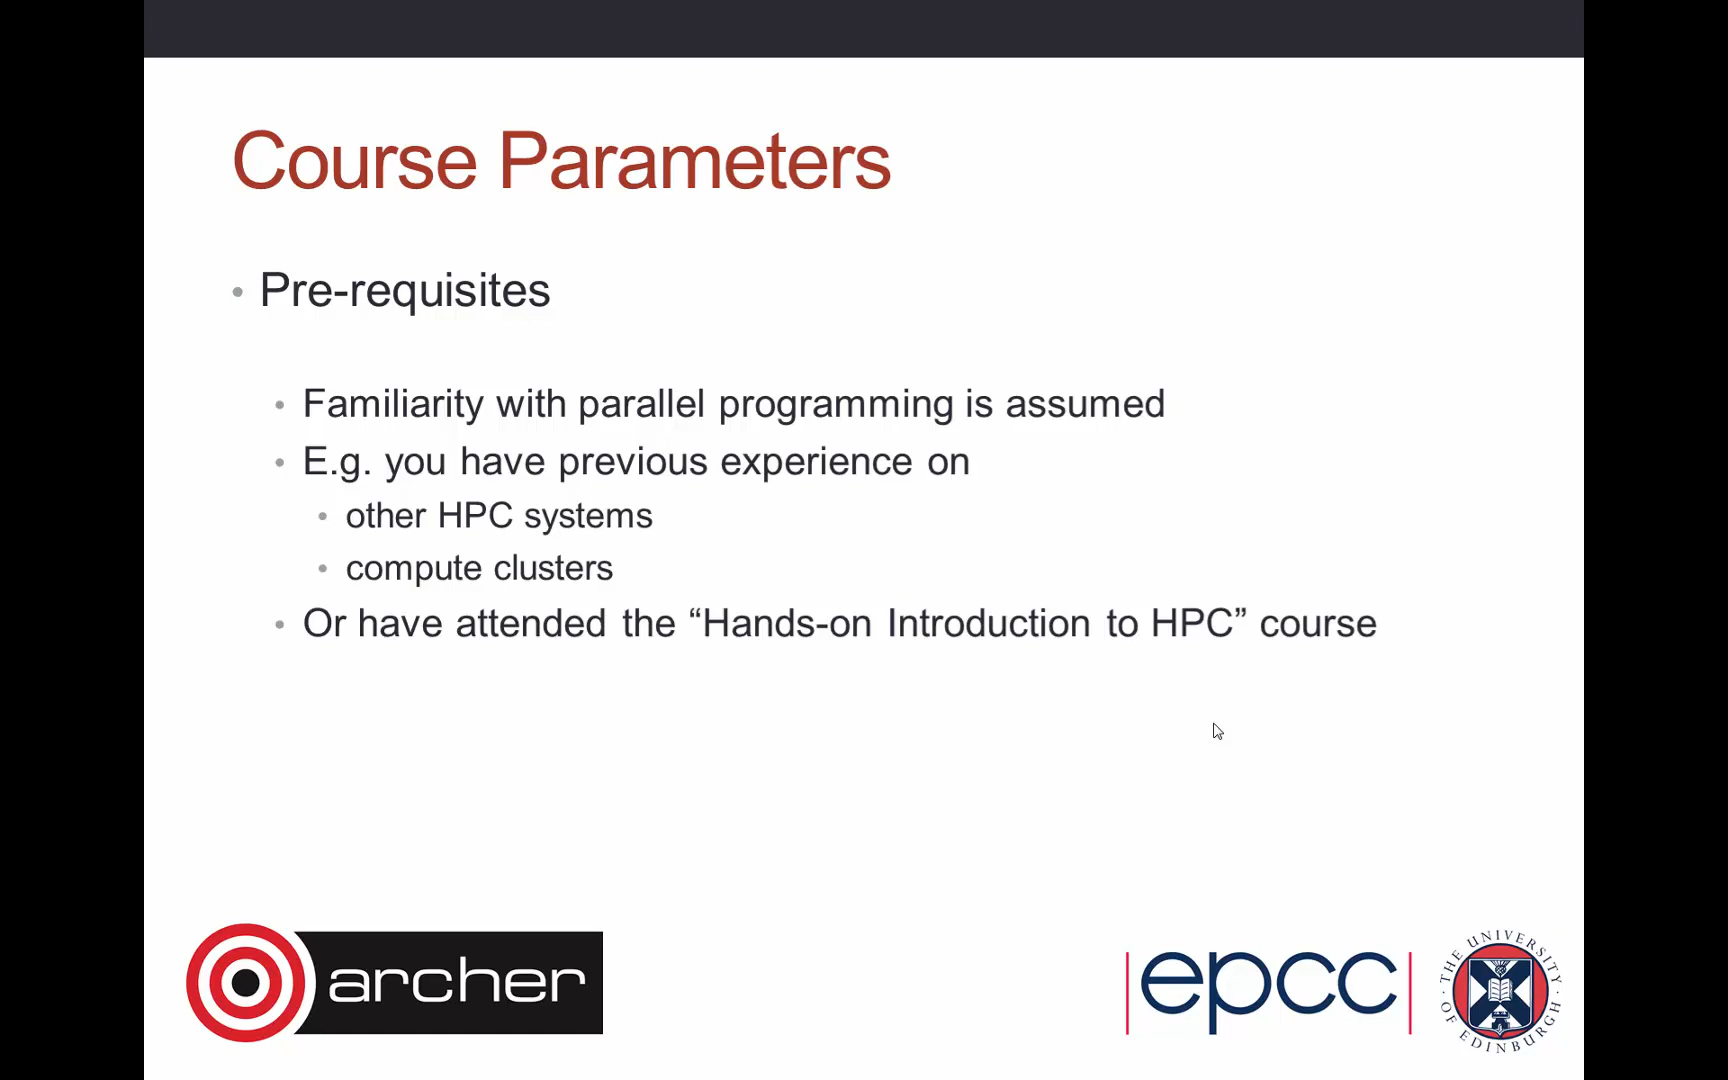 Course Parameters
• Pre-requisites
• Familiarity with parallel programming is assumed
• E.g. you have previous experience on
• other HPC systems
• compute clusters
• Or have attended the “Hands-on Introduction to HPC” course
archer
epcc
THE UNIVERSITY OF EDINBURGH